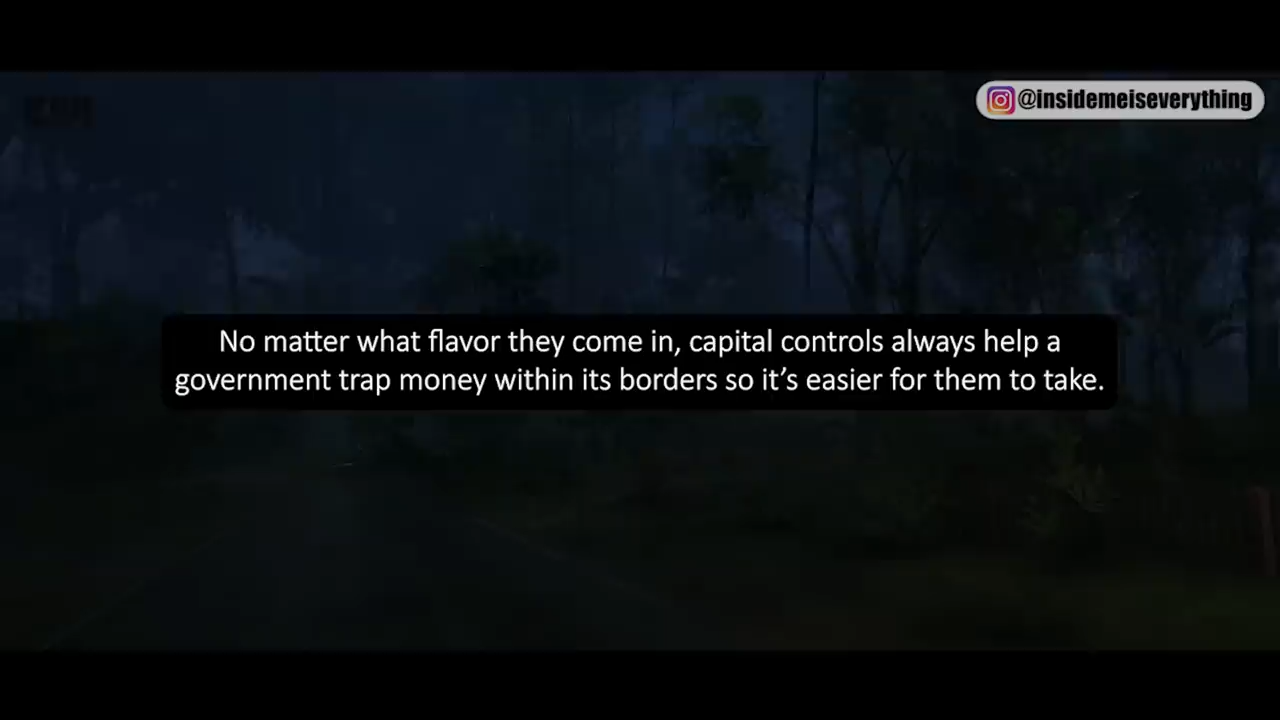 @insidemeiseverything
No matter what flavor they come in, capital controls always help a
government trap money within its borders so it’s easier for them to take.